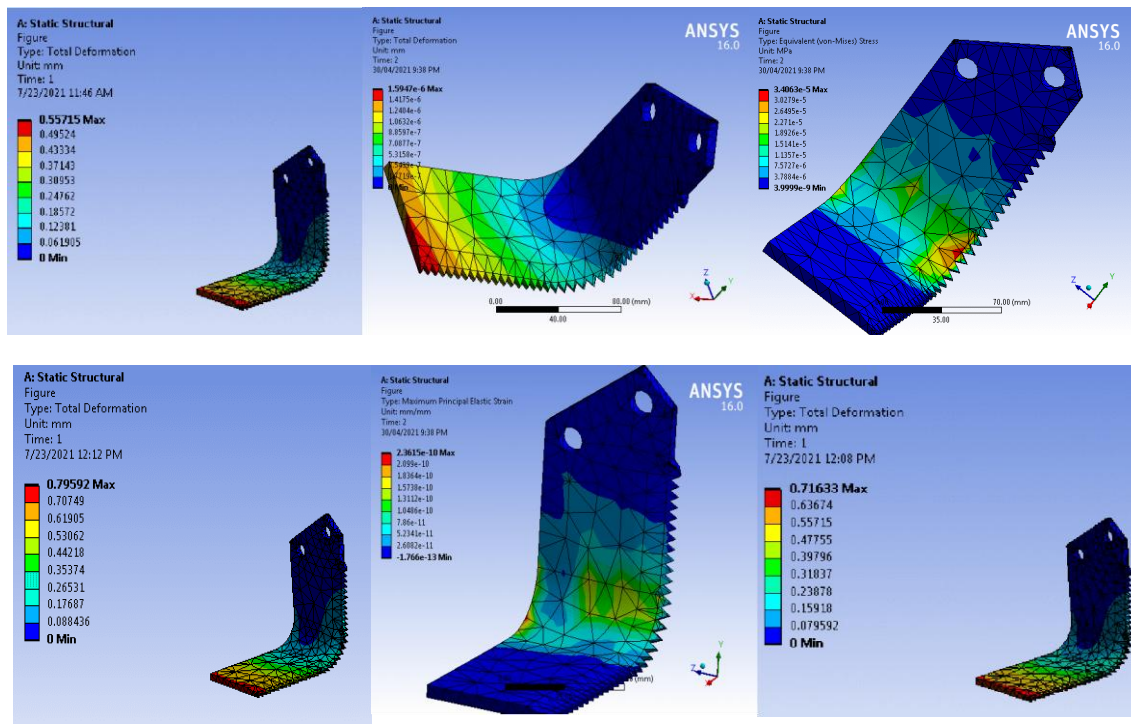 A: Static Structural
Figure
Type: Total Deformation
Unit: mm
Time: 1
7/23/2021 11:46 AM
0.55715 Max
0.49524
0.43334
0.37143
0.30953
0.24762
0.18572
0.12381
0.061905
0 Min
A: Static Structural
Figure
Type: Total Deformation
Unit: mm
Time: 2
30/04/2021 9:38 PM
ANSYS
16.0
1.5947e-6 Max
1.4175e-6
1.2404e-6
1.0632e-6
8.8597e-7
7.0877e-7
5.3158e-7
0 Min
0.00
80.00 (mm)
40.00
Z
Y
X
A: Static Structural
Figure
Type: Equivalent (von-Mises) Stress
Unit: MPa
Time: 2
30/04/2021 9:38 PM
ANSYS
16.0
3.4063e-5 Max
3.0279e-5
2.6495e-5
2.271e-5
1.8926e-5
1.5141e-5
1.1357e-5
7.5727e-6
3.7884e-6
3.9999e-9 Min
70.00 (mm)
35.00
Z
Y
A: Static Structural
Figure
Type: Total Deformation
Unit: mm
Time: 1
7/23/2021 12:12 PM
0.79592 Max
0.70749
0.61905
0.53062
0.44218
0.35374
0.26531
0.17687
0.088436
0 Min
A: Static Structural
Figure
Type: Maximum Principal Elastic Strain
Unit: mm/mm
Time: 2
30/04/2021 9:38 PM
ANSYS
16.0
2.3615e-10 Max
2.099e-10
1.8364e-10
1.5738e-10
1.3112e-10
1.0486e-10
7.86e-11
5.2341e-11
2.6082e-11
-1.766e-13 Min
(mm)
Y
Z
A: Static Structural
Figure
Type: Total Deformation
Unit: mm
Time: 1
7/23/2021 12:08 PM
0.71633 Max
0.63674
0.55715
0.47755
0.39796
0.31837
0.23878
0.15918
0.079592
0 Min